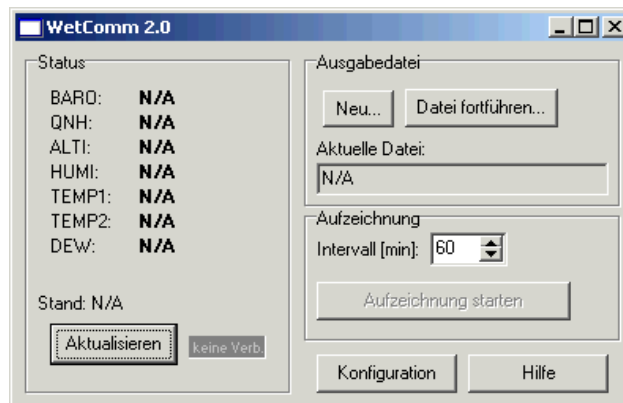 WetComm 2.0
Status
BARO: N/A
QNH: N/A
ALTI: N/A
HUMI: N/A
TEMP1: N/A
TEMP2: N/A
DEW: N/A
Stand: N/A
Aktualisieren
keine Verb.
Ausgabedatei
Neu...
Datei fortführen...
Aktuelle Datei:
N/A
Aufzeichnung
Intervall [min]: 60
Aufzeichnung starten
Konfiguration
Hilfe